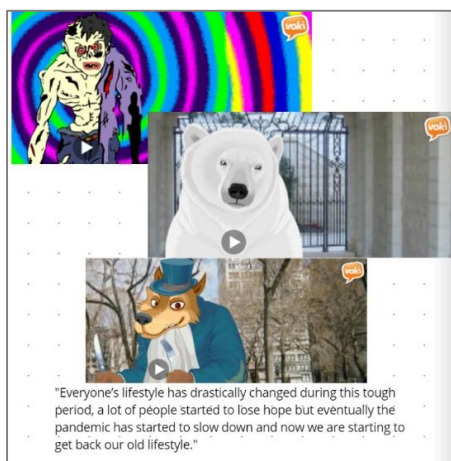 voki
voki
voki
"Everyone's lifestyle has drastically changed during this tough
period, a lot of people started to lose hope but eventually the
pandemic has started to slow down and now we are starting to
get back our old lifestyle."